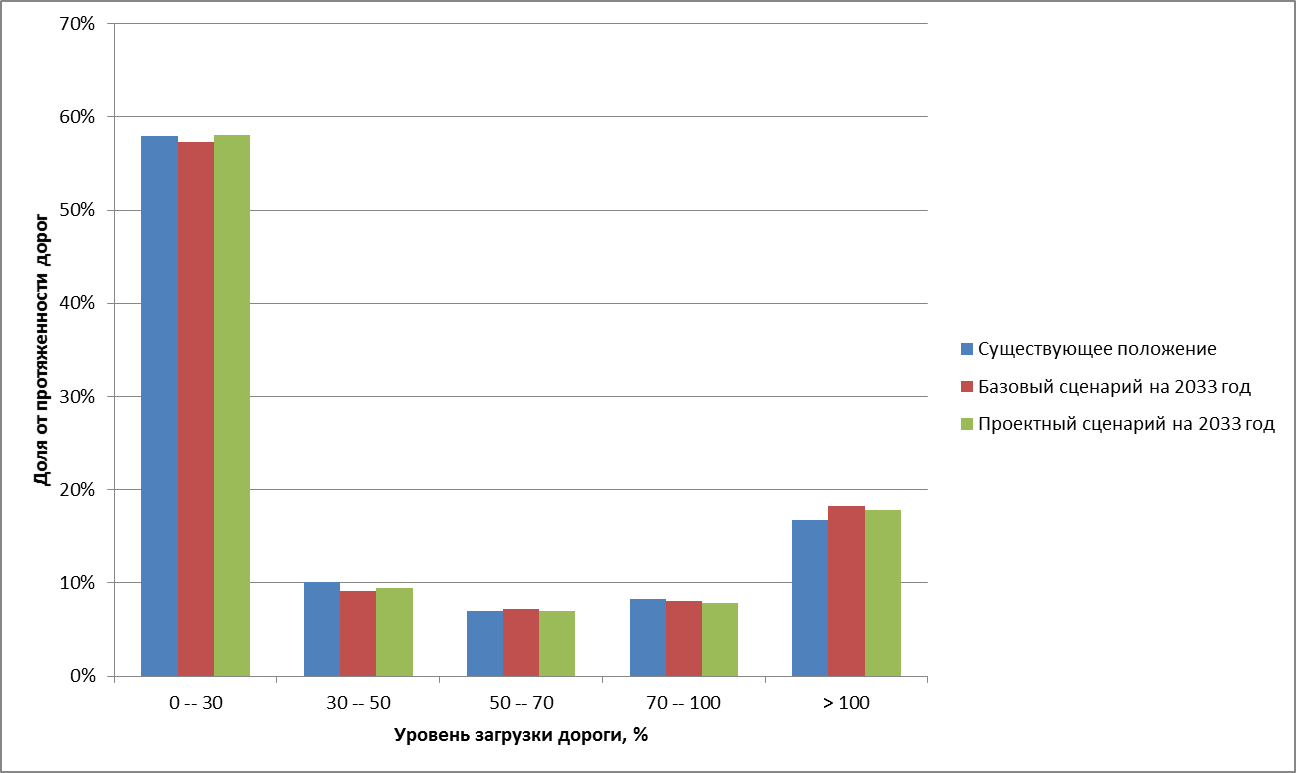 70%
60%
50%
40%
30%
20%
10%
0%
Доля от протяженности дорог
0 -- 30
30 -- 50
50 -- 70
70 -- 100
> 100
Уровень загрузки дороги, %
Существующее положение
Базовый сценарий на 2033 год
Проектный сценарий на 2033 год